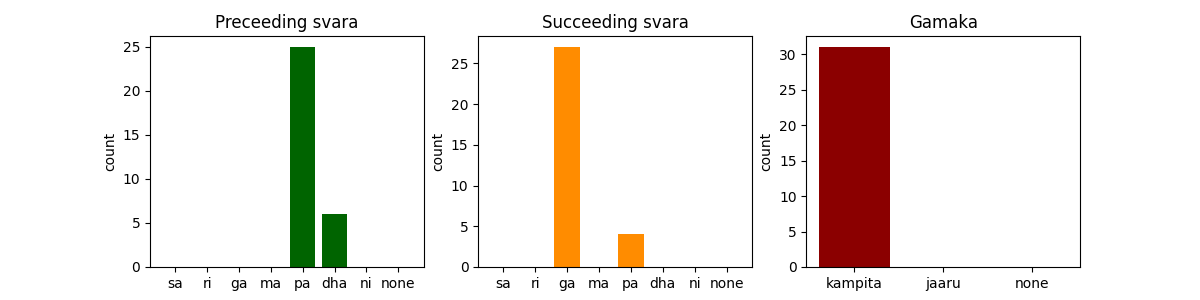 Preceeding svara
count
25
20
15
10
5
0
sa ri ga ma pa dha ni none
Succeeding svara
count
25
20
15
10
5
0
sa ri ga ma pa dha ni none
Gamaka
count
30
25
20
15
10
5
0
kampita jaaru none